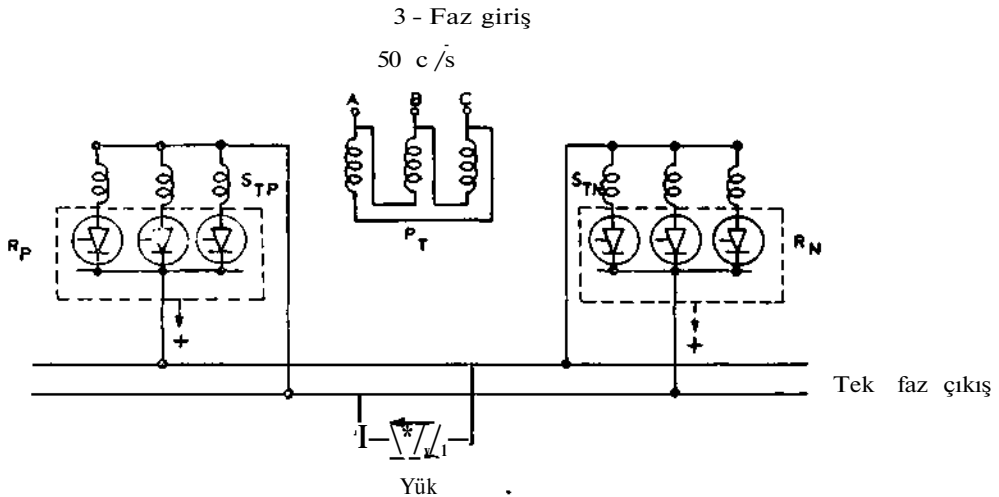 3 - Faz giriş
50 c/s
A B C
S_TP
S_TN
R_P
P_T
R_N
+
+
Tek faz çıkış
Yük